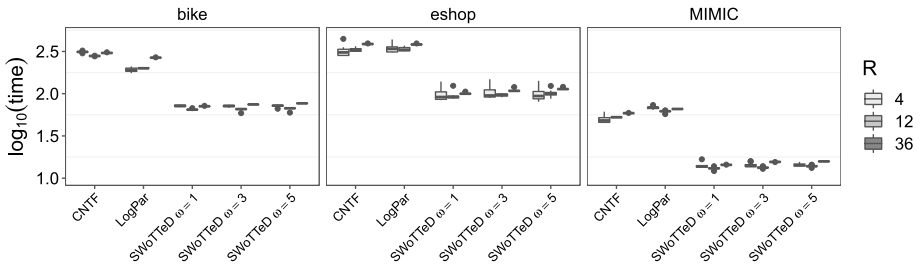 bike
eshop
MIMIC
log10(time)
2.5
2.0
1.5
1.0
R
4
12
36
CNTF
LogPar
SWoTTeD ω = 1
SWoTTeD ω = 3
SWoTTeD ω = 5
CNTF
LogPar
SWoTTeD ω = 1
SWoTTeD ω = 3
SWoTTeD ω = 5
CNTF
LogPar
SWoTTeD ω = 1
SWoTTeD ω = 3
SWoTTeD ω = 5